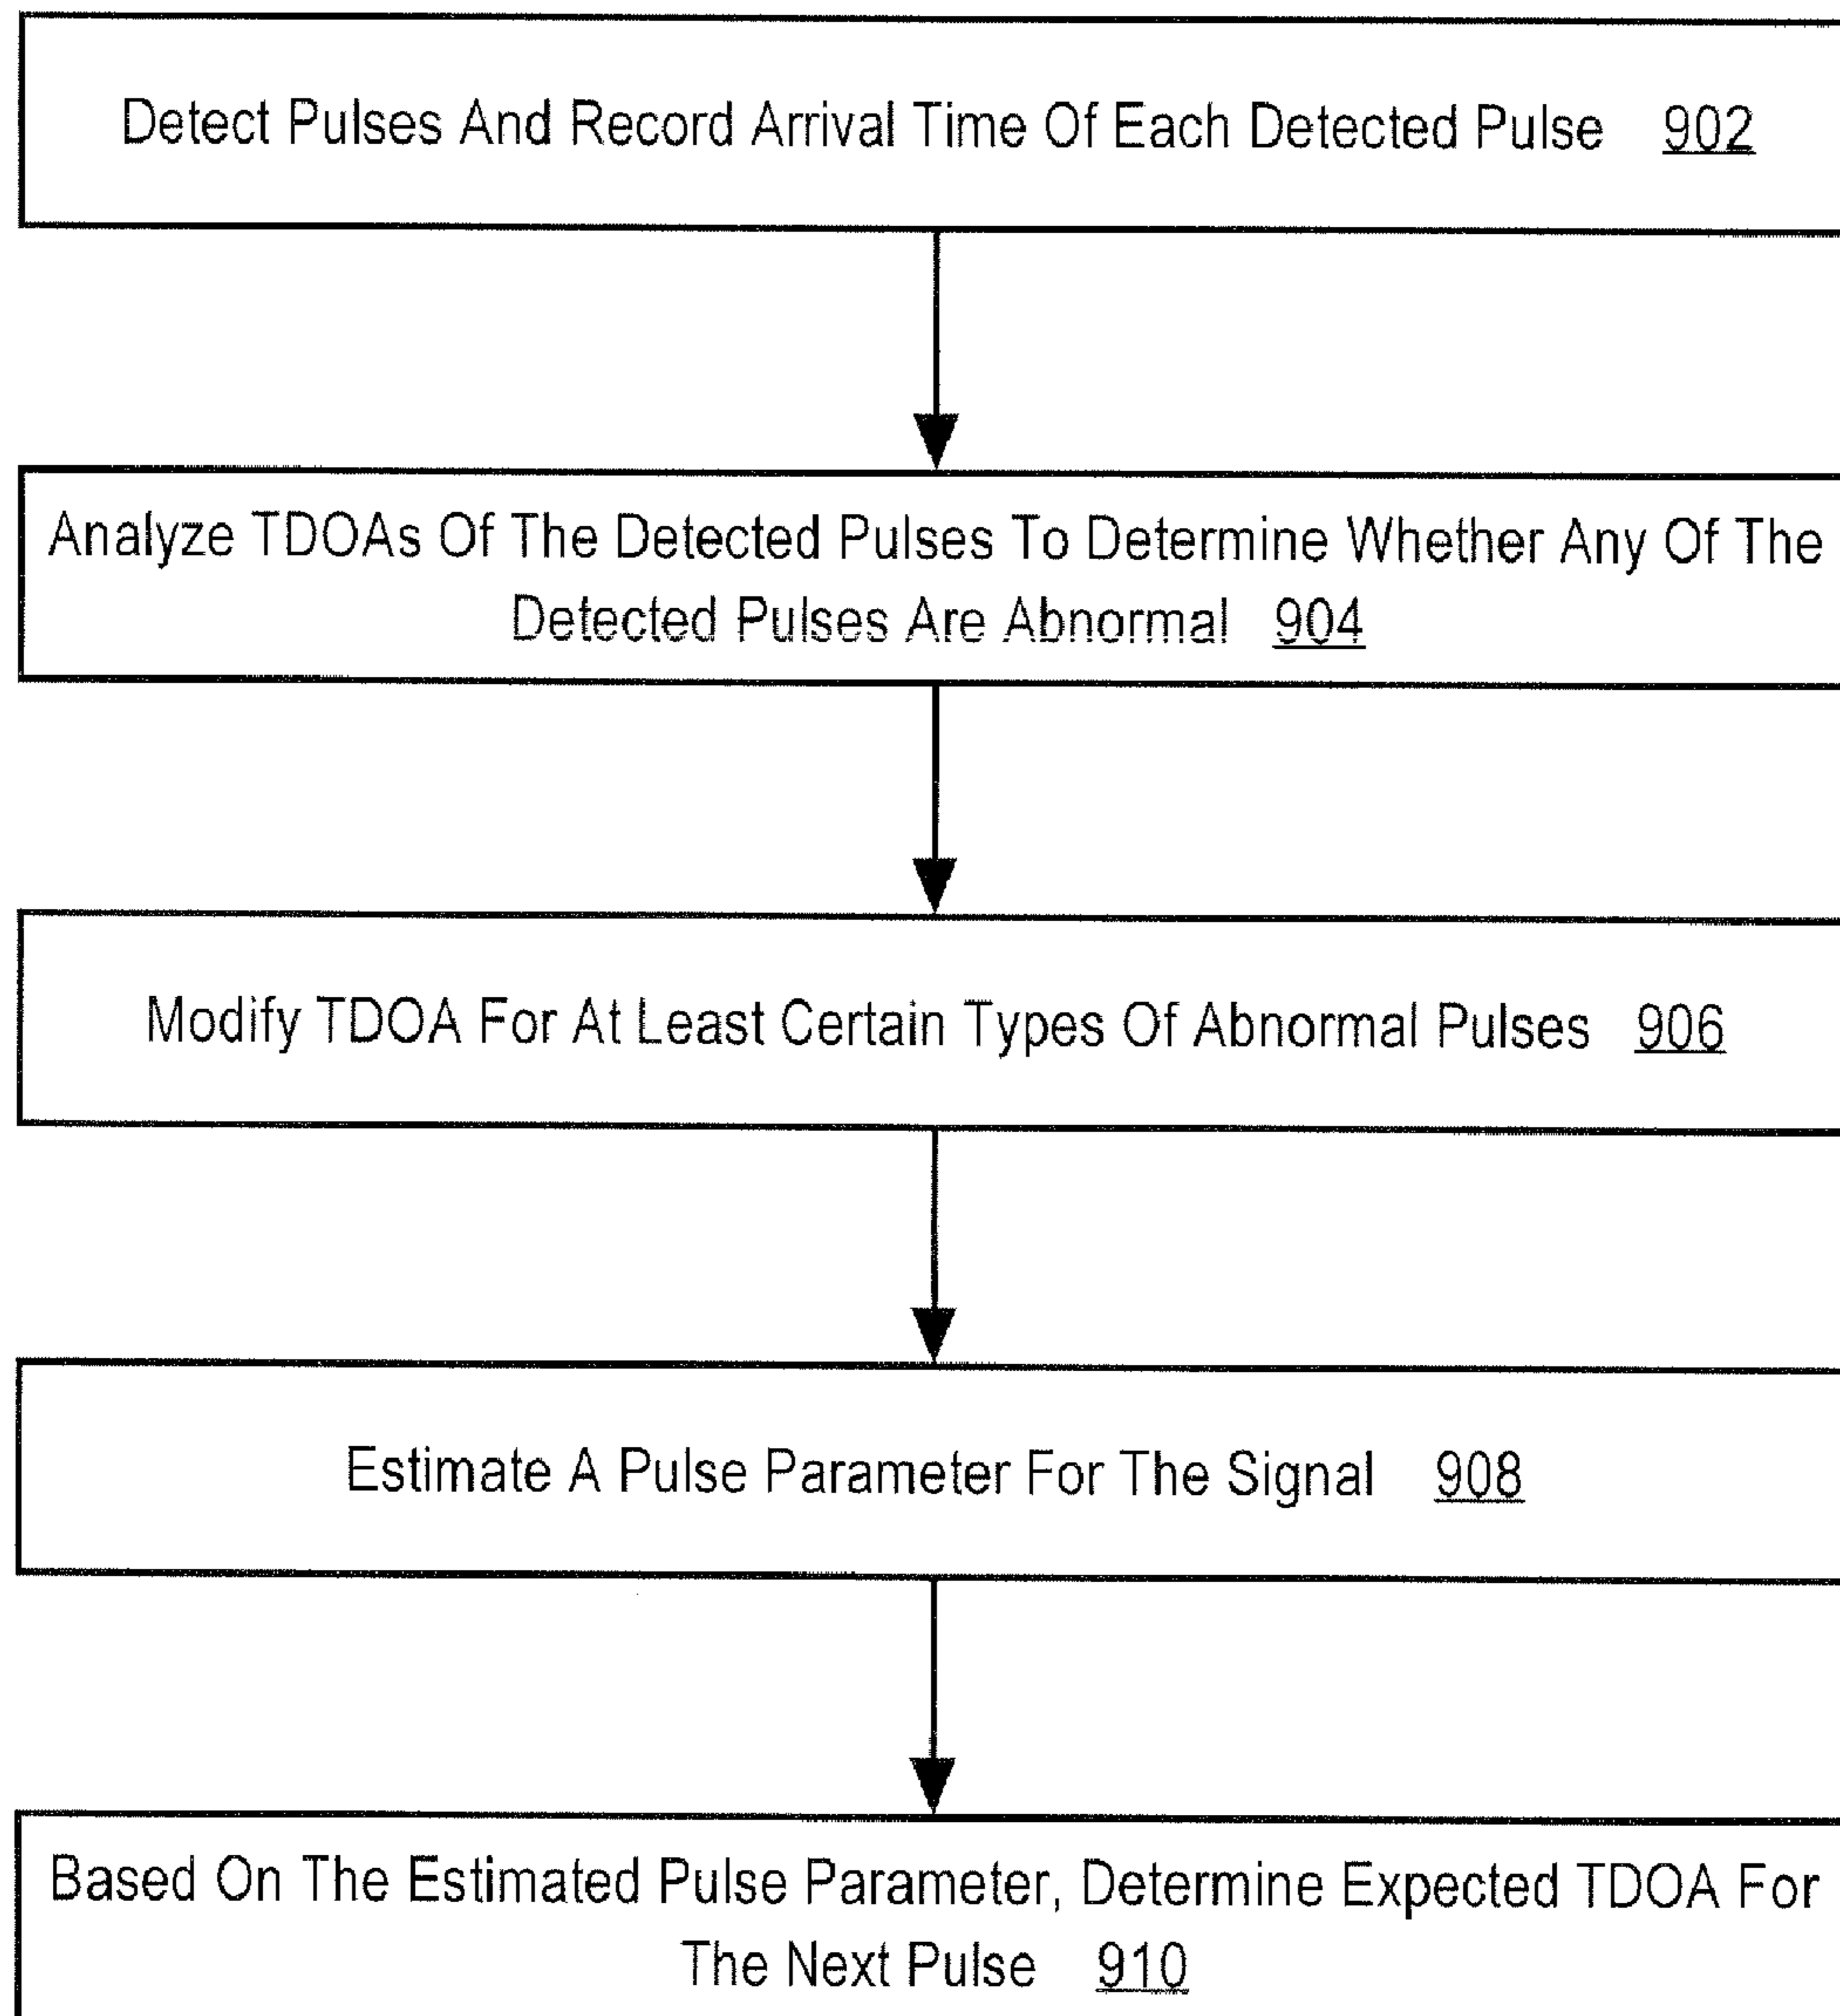 Detect Pulses And Record Arrival Time Of Each Detected Pulse 902
Analyze TDOAs Of The Detected Pulses To Determine Whether Any Of The
Detected Pulses Are Abnormal 904
Modify TDOA For At Least Certain Types Of Abnormal Pulses 906
Estimate A Pulse Parameter For The Signal 908
Based On The Estimated Pulse Parameter, Determine Expected TDOA For
The Next Pulse 910